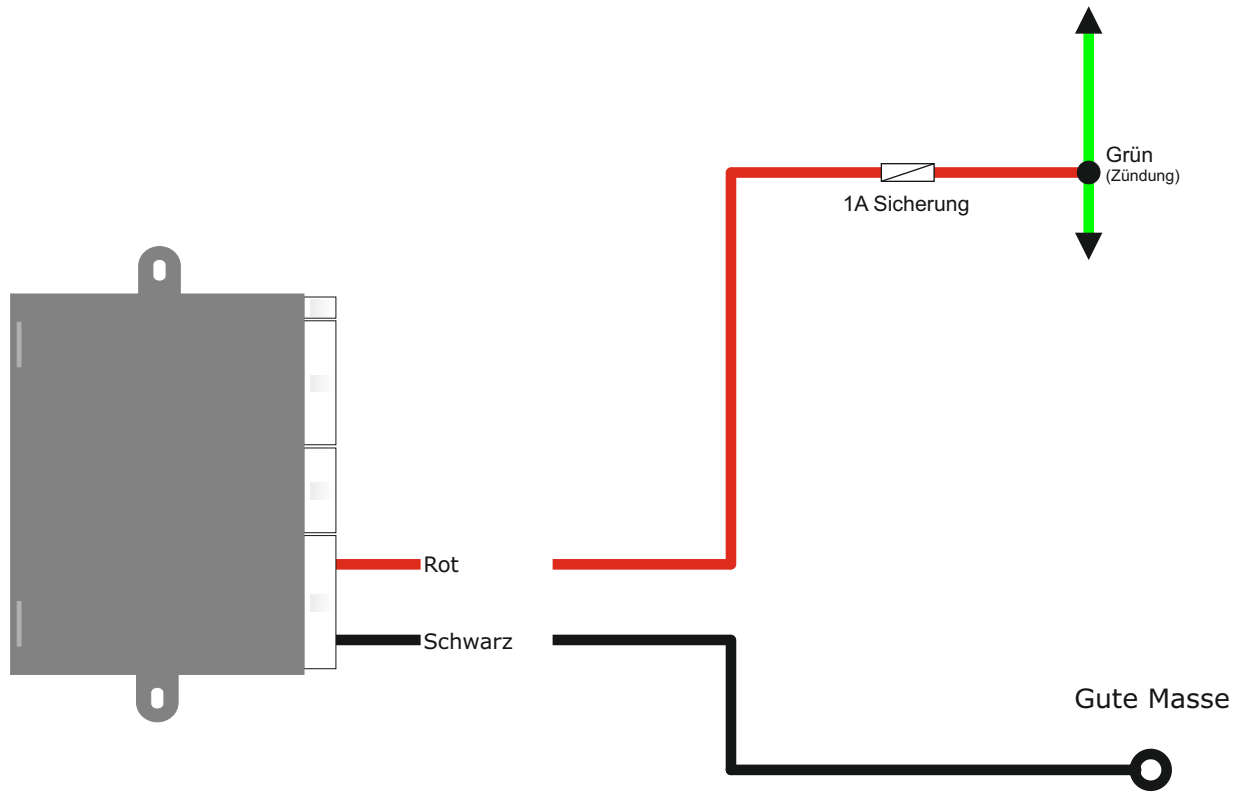 Grün
(Zündung)
1A Sicherung
Rot
Schwarz
Gute Masse